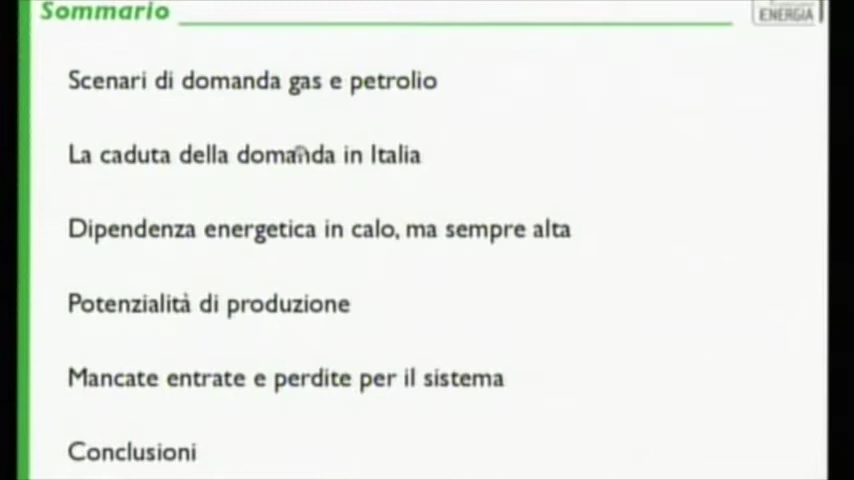 Sommario
ENERGIA
Scenari di domanda gas e petrolio
La caduta della domanda in Italia
Dipendenza energetica in calo, ma sempre alta
Potenzialità di produzione
Mancate entrate e perdite per il sistema
Conclusioni